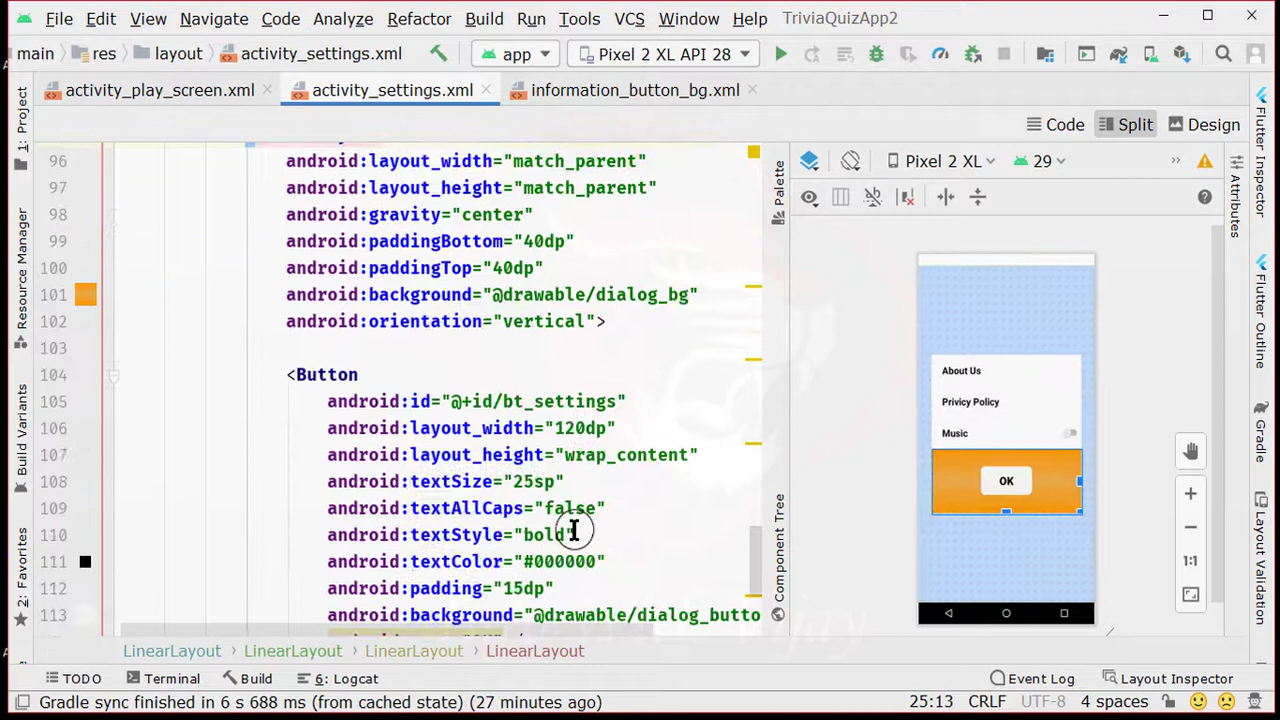 File Edit View Navigate Code Analyze Refactor Build Run Tools VCS Window Help TriviaQuizApp2
main res layout activity_settings.xml app Pixel 2 XL API 28
activity_play_screen.xml activity_settings.xml information_button_bg.xml
Code Split Design
Pixel 2 XL 29
96 android:layout_width="match_parent"
97 android:layout_height="match_parent"
98 android:gravity="center"
99 android:paddingBottom="40dp"
100 android:paddingTop="40dp"
101 android:background="@drawable/dialog_bg"
102 android:orientation="vertical">
103
104 <Button
105 android:id="@+id/bt_settings"
106 android:layout_width="120dp"
107 android:layout_height="wrap_content"
108 android:textSize="25sp"
109 android:textAllCaps="false"
110 android:textStyle="bold"
111 android:textColor="#000000"
112 android:padding="15dp"
113 android:background="@drawable/dialog_butto
About Us
Privicy Policy
Music
OK
1:1
1: Project
Resource Manager
Build Variants
2: Favorites
Palette
Component Tree
Attributes
Flutter Inspector
Flutter Outline
Gradle
Layout Validation
LinearLayout LinearLayout LinearLayout LinearLayout
TODO Terminal Build 6: Logcat Event Log Layout Inspector
Gradle sync finished in 6 s 688 ms (from cached state) (27 minutes ago) 25:13 CRLF UTF-8 4 spaces